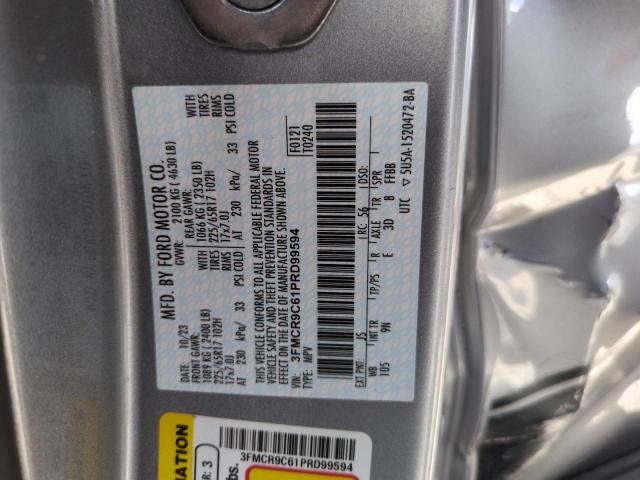 MFD. BY FORD MOTOR CO.
DATE: 10/23 GVWR: 2100 KG ( 4630 LB)
FRONT GAWR: REAR GAWR:
1089 KG ( 2400 LB) 1066 KG ( 2350 LB) WITH
225/65R17 102H TIRES 225/65R17 102H TIRES
17x7.0J RIMS 17x7.0J RIMS
AT 230 kPa/ 33 PSI COLD AT 230 kPa/ 33 PSI COLD
WITH
THIS VEHICLE CONFORMS TO ALL APPLICABLE FEDERAL MOTOR
VEHICLE SAFETY AND THEFT PREVENTION STANDARDS IN
EFFECT ON THE DATE OF MANUFACTURE SHOWN ABOVE.
VIN: 3FMCR9C61PRD99594
TYPE: MPV
F0121
T0240
EXT PNT: JS RC: 56 DSO:
WB INT TR TP/PS R AXLE TR SPR
105 9N E 3D 8 FFBB
UTC ▽ 5U5A-1520472-BA
3FMCR9C61PRD99594
MATION
R: 3
bs.